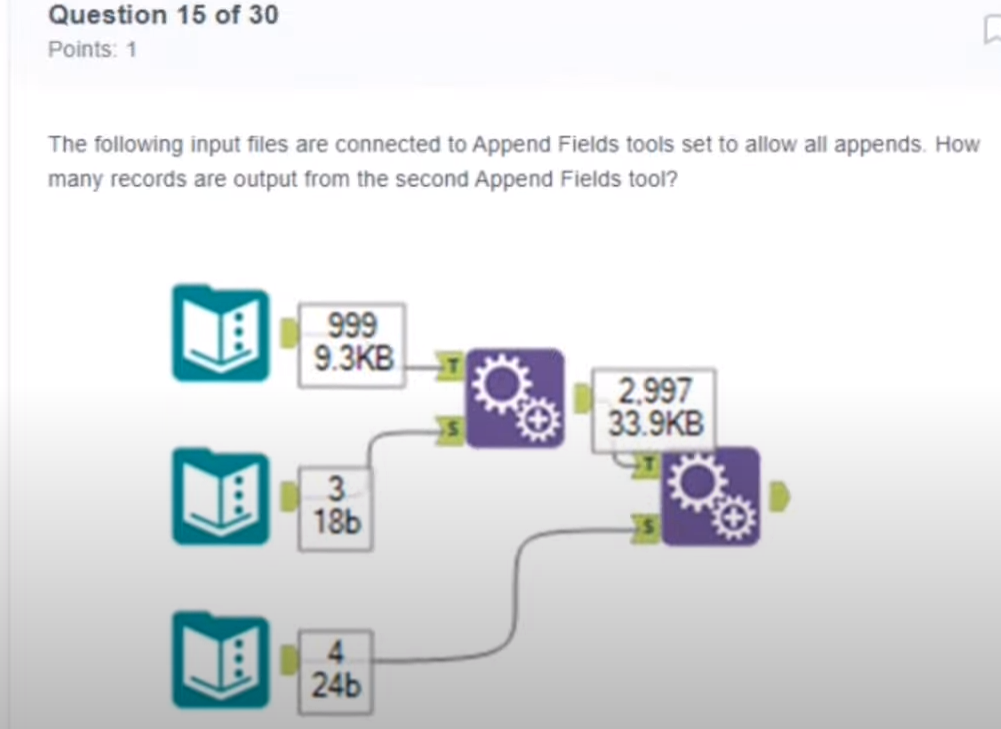 Question 15 of 30
Points: 1
The following input files are connected to Append Fields tools set to allow all appends. How
many records are output from the second Append Fields tool?
999
9.3KB
T
S
3
18b
2,997
33.9KB
T
S
4
24b